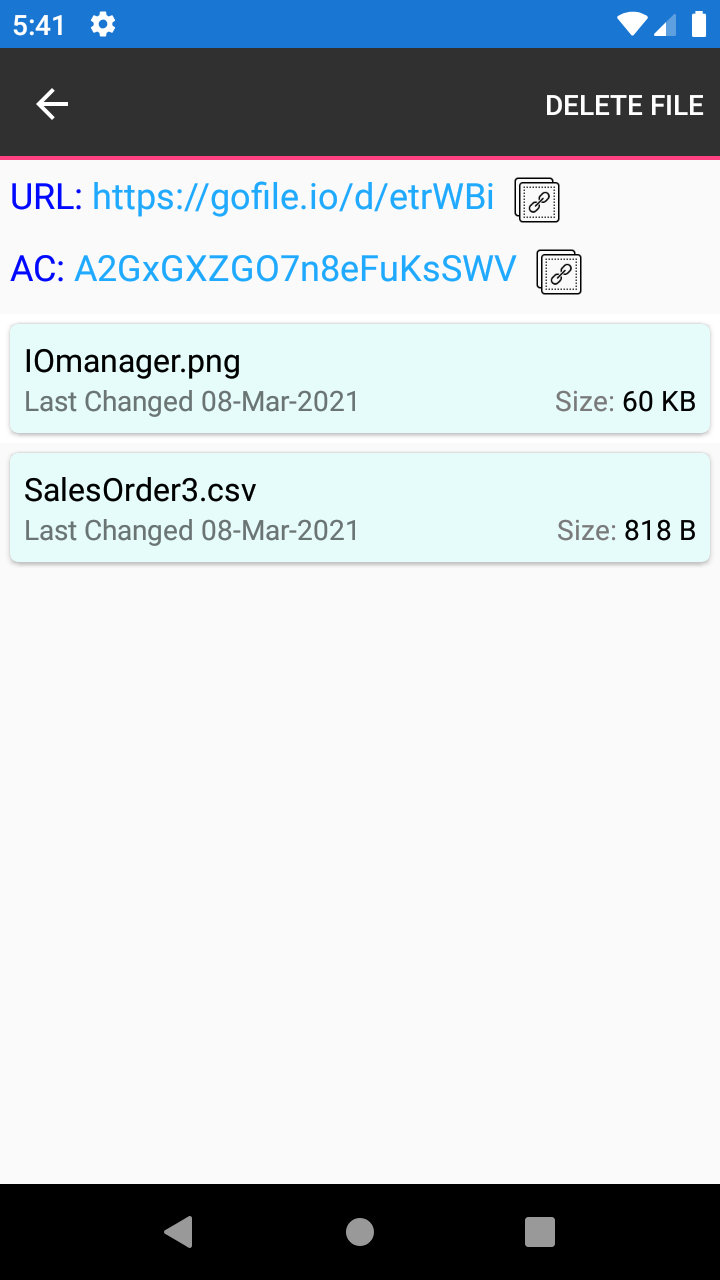 5:41
DELETE FILE
URL: https://gofile.io/d/etrWBi
AC: A2GxGXZGO7n8eFuKsSWV
IOmanager.png
Last Changed 08-Mar-2021 Size: 60 KB
SalesOrder3.csv
Last Changed 08-Mar-2021 Size: 818 B